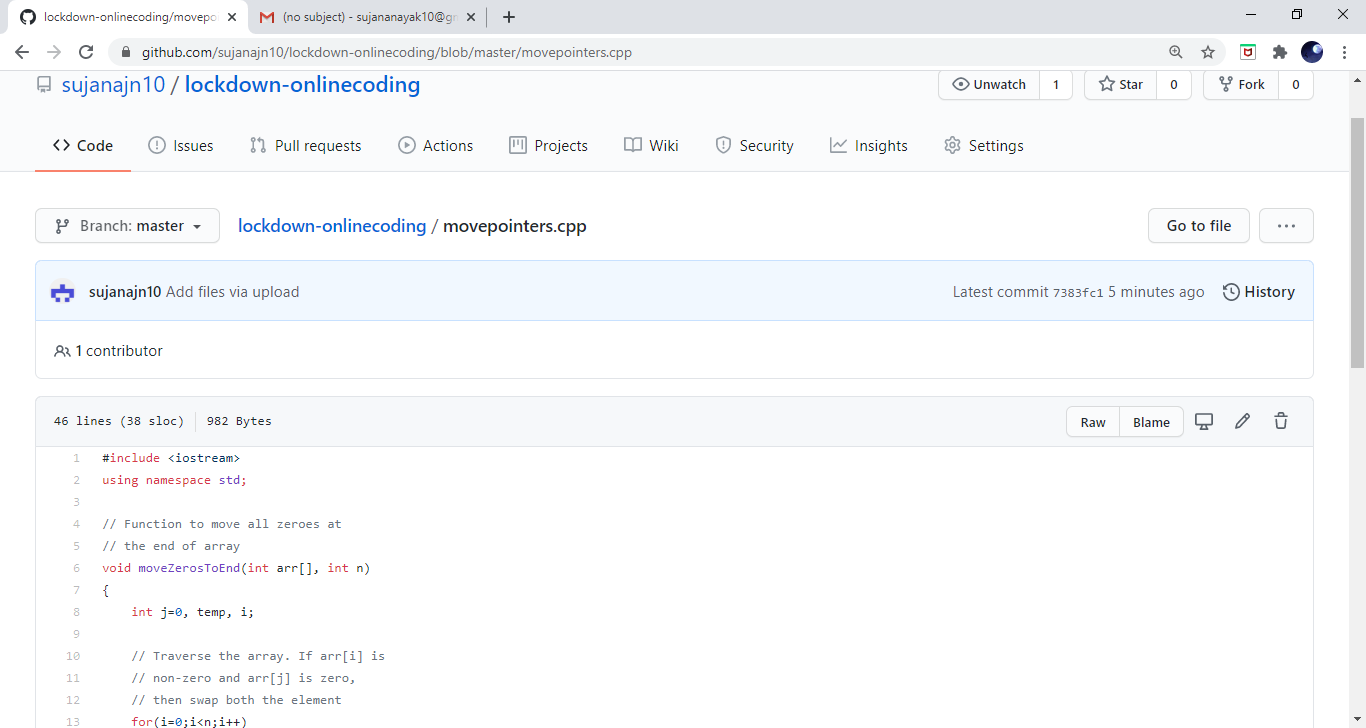 lockdown-onlinecoding/movepo
(no subject) - sujananayak10@gm
github.com/sujanajn10/lockdown-onlinecoding/blob/master/movepointers.cpp
sujanajn10 / lockdown-onlinecoding
Unwatch 1 Star 0 Fork 0
Code Issues Pull requests Actions Projects Wiki Security Insights Settings
Branch: master lockdown-onlinecoding / movepointers.cpp Go to file ...
sujanajn10 Add files via upload Latest commit 7383fc1 5 minutes ago History
1 contributor
46 lines (38 sloc) 982 Bytes Raw Blame
1 #include <iostream>
2 using namespace std;
3
4 // Function to move all zeroes at
5 // the end of array
6 void moveZerosToEnd(int arr[], int n)
7 {
8 int j=0, temp, i;
9
10 // Traverse the array. If arr[i] is
11 // non-zero and arr[j] is zero,
12 // then swap both the element
13 for(i=0;i<n;i++)